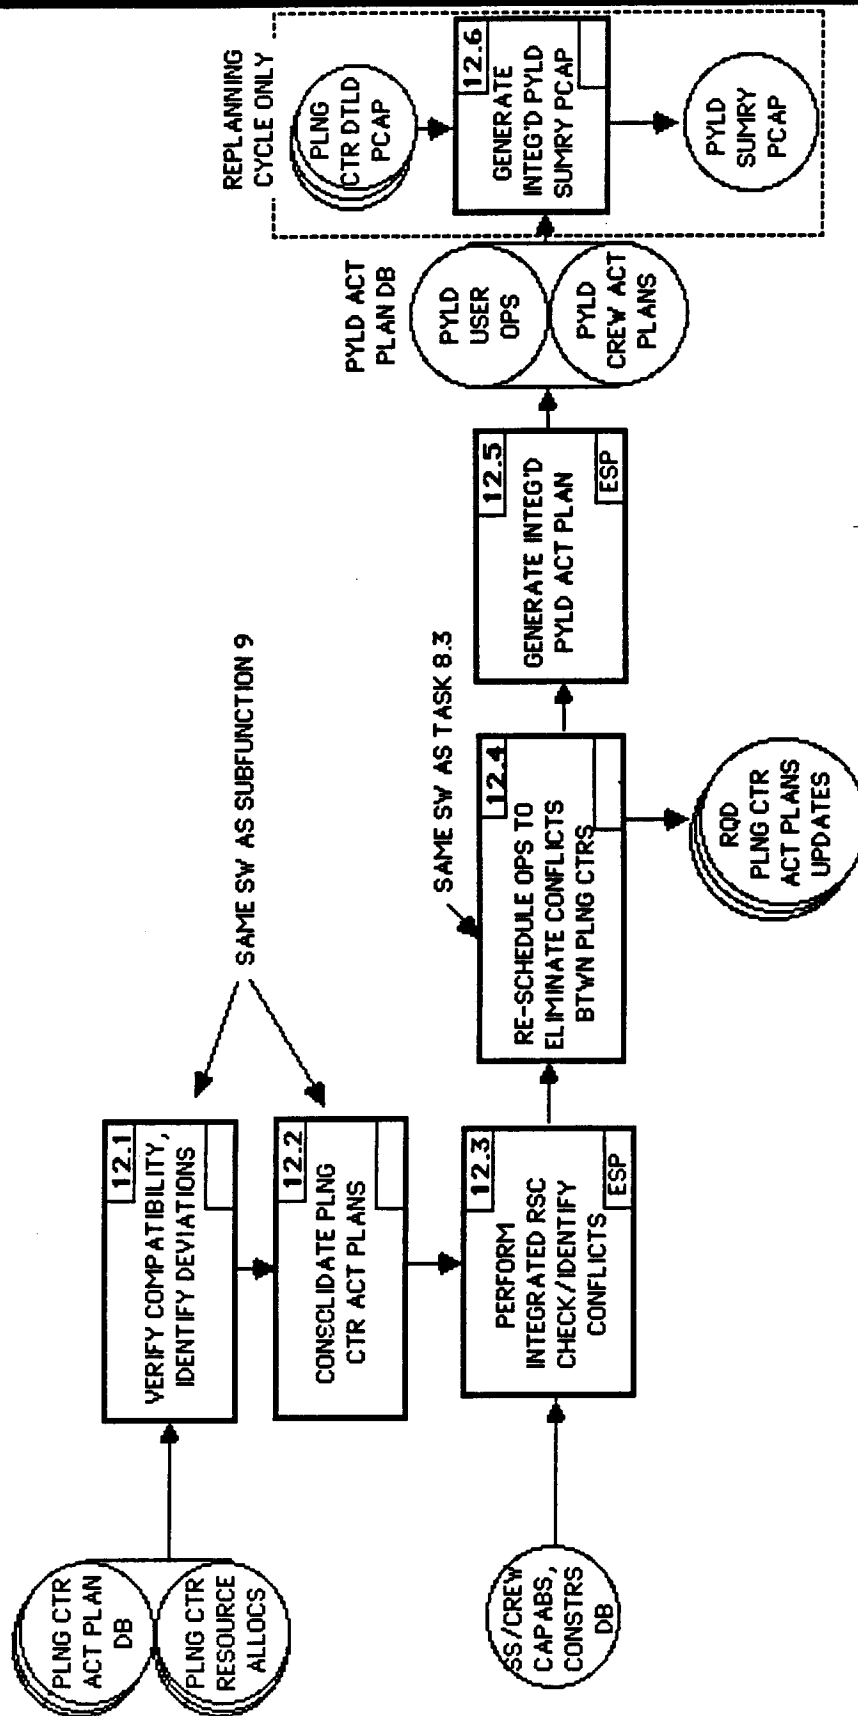 PLNG CTR
ACT PLAN
DB
PLNG CTR
RESOURCE
ALLOCS
12.1
VERIFY COMPATIBILITY,
IDENTIFY DEVIATIONS
SAME SW AS SUBFUNCTION 9
12.2
CONSOLIDATE PLNG
CTR ACT PLANS
SS/CREW
CAPABS,
CONSTRS
DB
12.3
PERFORM
INTEGRATED RSC
CHECK/IDENTIFY
CONFLICTS
ESP
SAME SW AS TASK 8.3
12.4
RE-SCHEDULE OPS TO
ELIMINATE CONFLICTS
BTWN PLNG CTRS
RQD
PLNG CTR
ACT PLANS
UPDATES
12.5
GENERATE INTEG'D
PYLD ACT PLAN
ESP
PYLD ACT
PLAN DB
PYLD
USER
OPS
PYLD
CREW ACT
PLANS
REPLANNING
CYCLE ONLY
PLNG
CTR DTLD
PCAP
12.6
GENERATE
INTEG'D PYLD
SUMRY PCAP
PYLD
SUMRY
PCAP